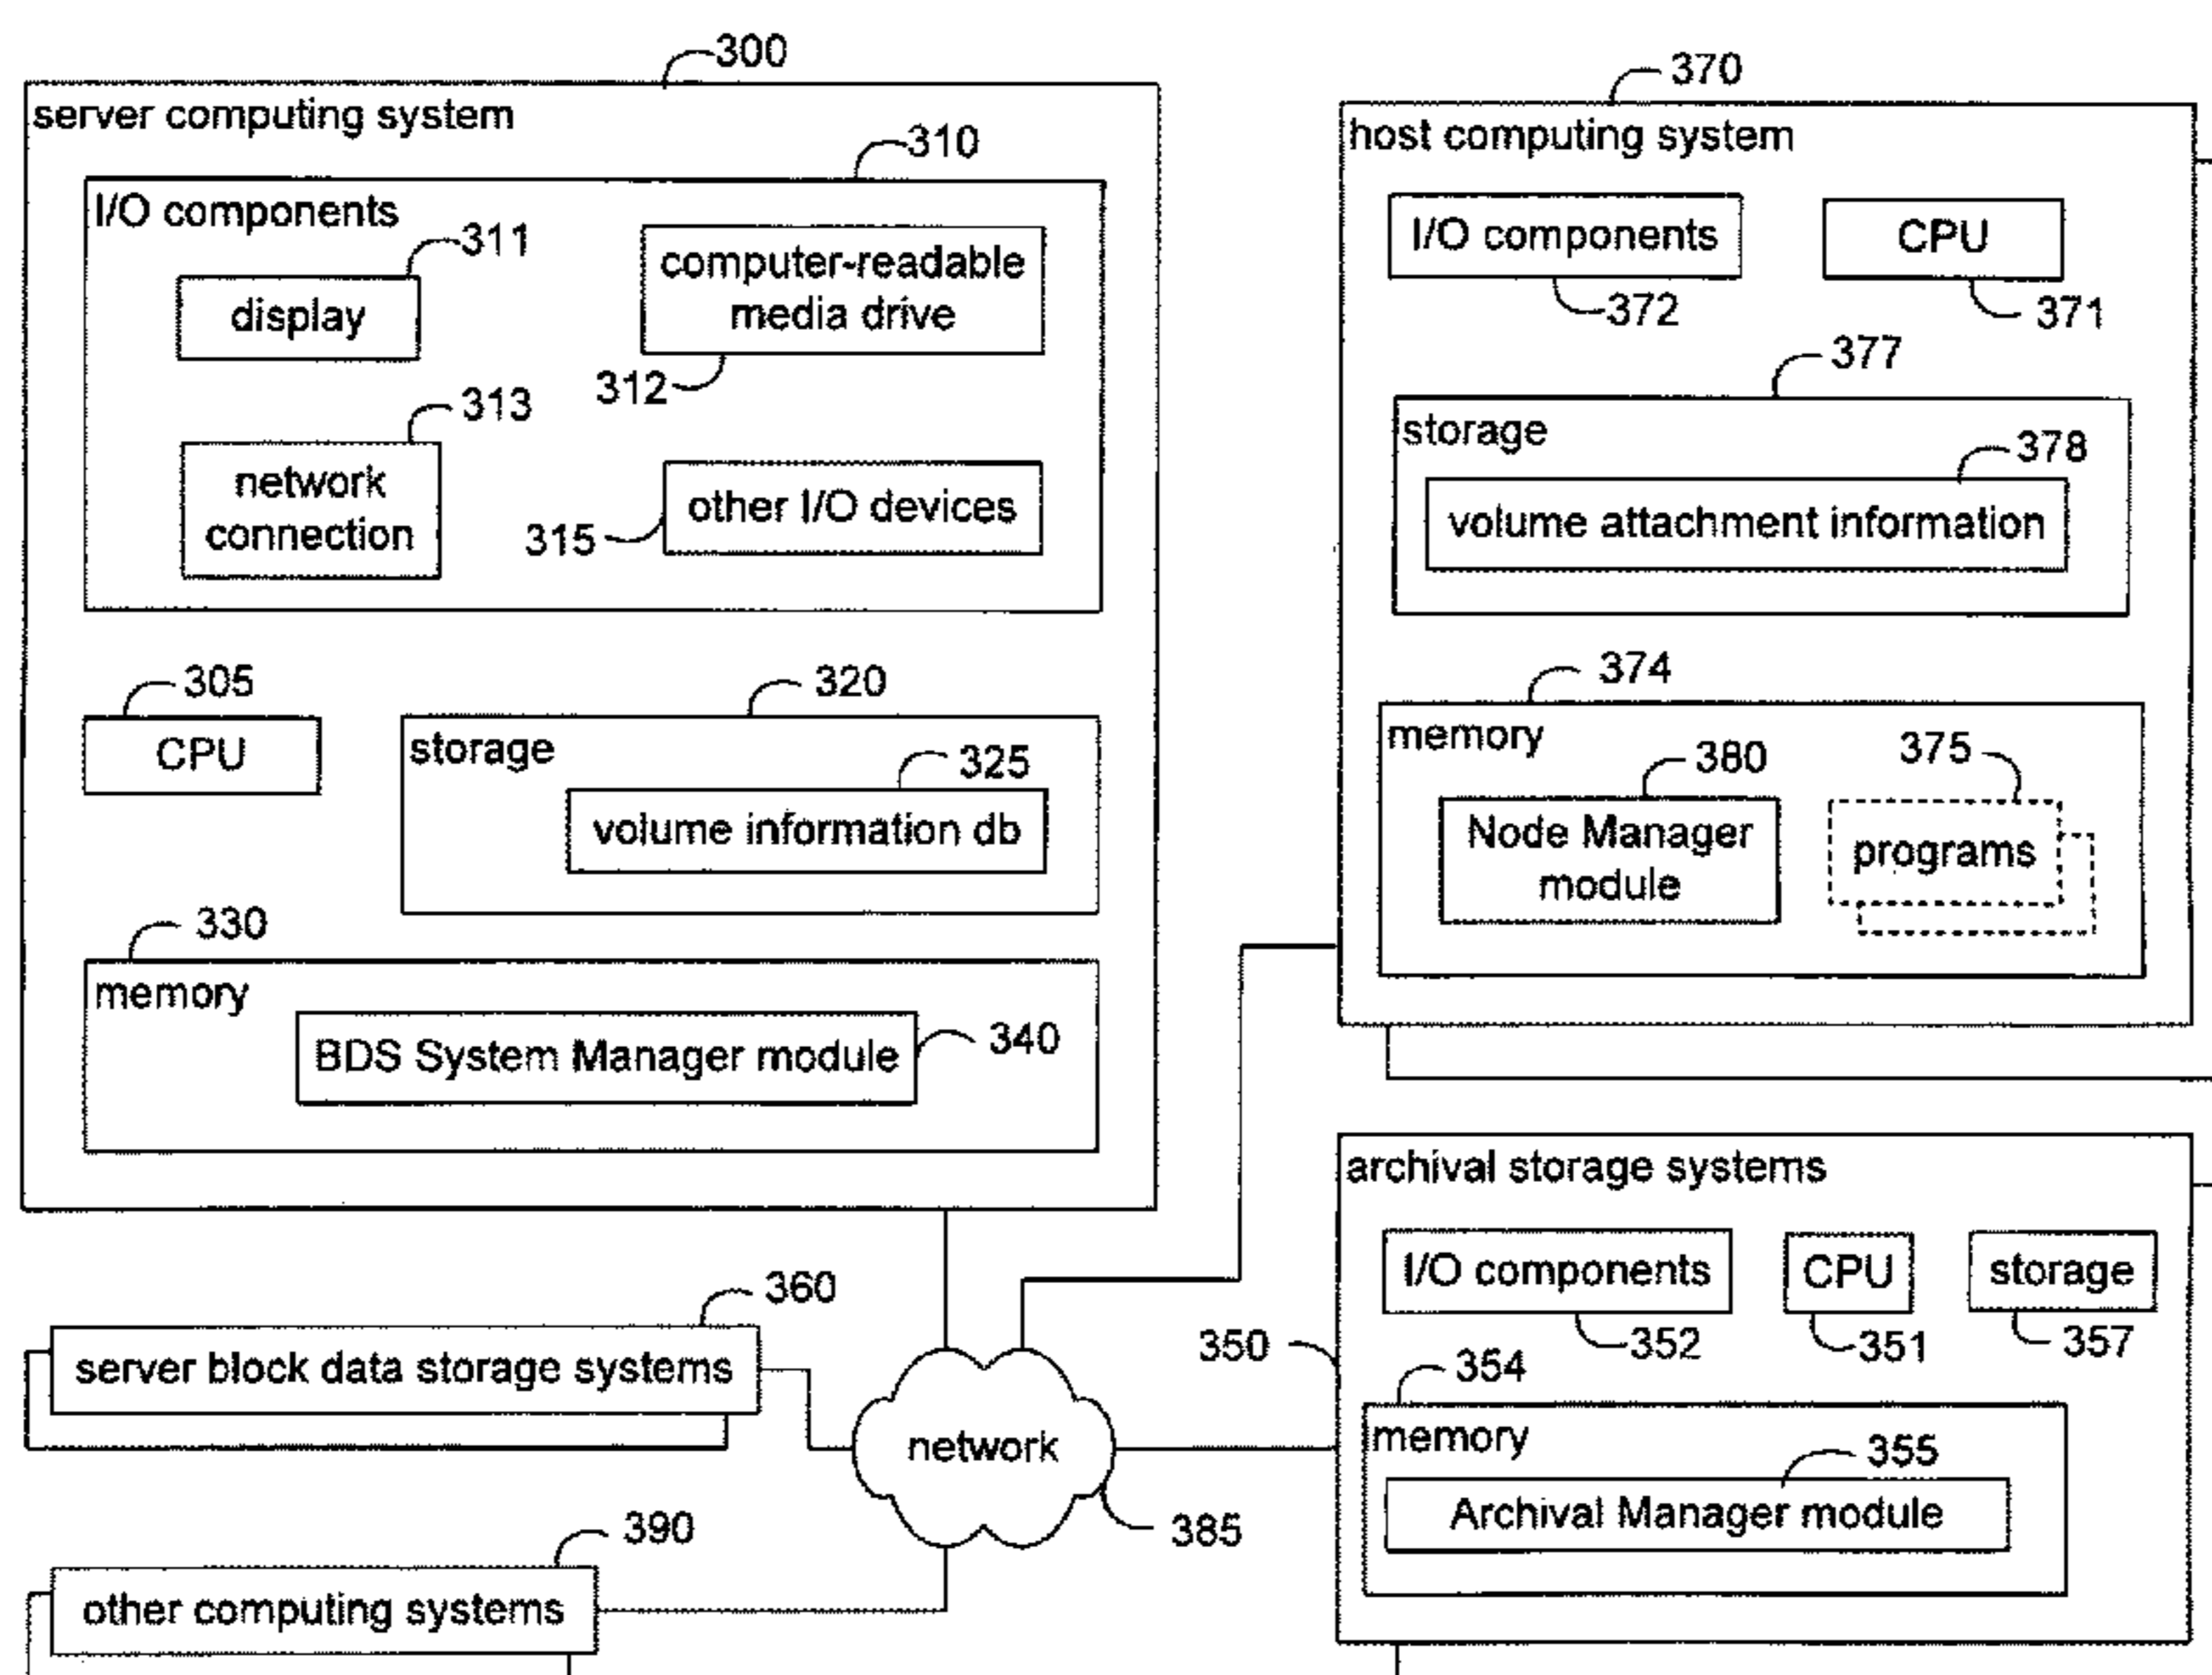 300
server computing system
310
I/O components
311
display
computer-readable
media drive
312
313
network
connection
other I/O devices
315
305
CPU
320
storage
325
volume information db
330
memory
BDS System Manager module
340
370
host computing system
I/O components
372
CPU
371
377
storage
378
volume attachment information
374
memory
380
Node Manager
module
375
programs
archival storage systems
350
I/O components
352
CPU
351
storage
357
354
memory
355
Archival Manager module
360
server block data storage systems
network
385
390
other computing systems